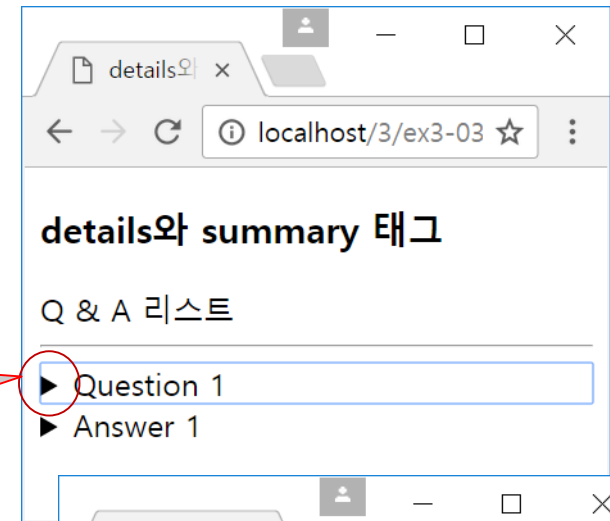 details와
localhost/3/ex3-03
details와 summary 태그
Q & A 리스트
Question 1
Answer 1